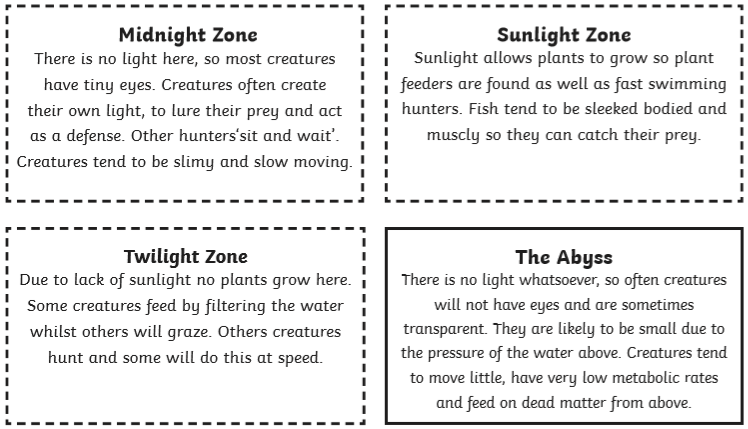 Midnight Zone
There is no light here, so most creatures
have tiny eyes. Creatures often create
their own light, to lure their prey and act
as a defense. Other hunters‘sit and wait’.
Creatures tend to be slimy and slow moving.
Sunlight Zone
Sunlight allows plants to grow so plant
feeders are found as well as fast swimming
hunters. Fish tend to be sleeked bodied and
muscly so they can catch their prey.
Twilight Zone
Due to lack of sunlight no plants grow here.
Some creatures feed by filtering the water
whilst others will graze. Others creatures
hunt and some will do this at speed.
The Abyss
There is no light whatsoever, so often creatures
will not have eyes and are sometimes
transparent. They are likely to be small due to
the pressure of the water above. Creatures tend
to move little, have very low metabolic rates
and feed on dead matter from above.